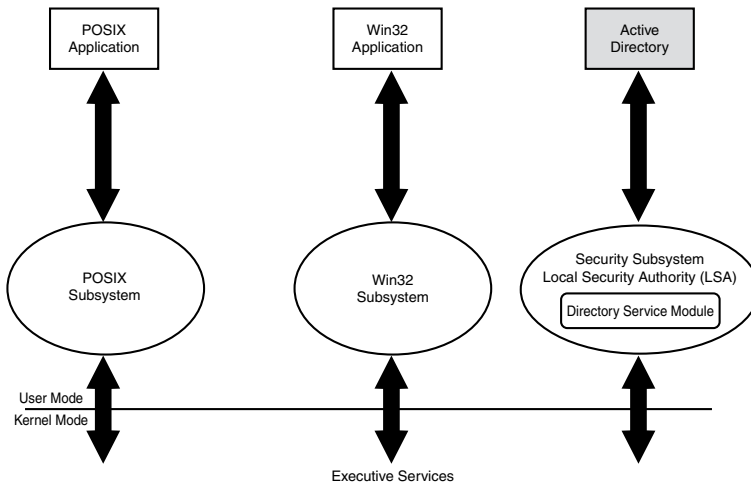 POSIX
Application
Win32
Application
Active
Directory
POSIX
Subsystem
Win32
Subsystem
Security Subsystem
Local Security Authority (LSA)
Directory Service Module
User Mode
Kernel Mode
Executive Services